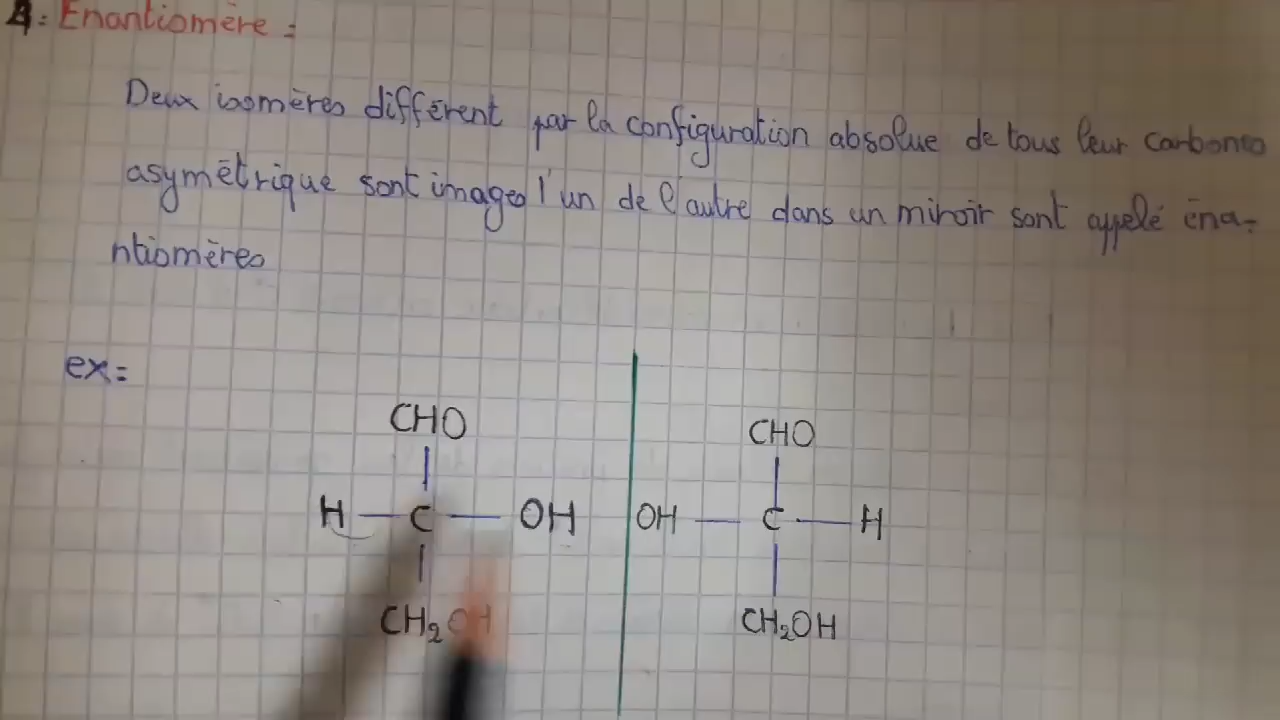 4: Enantiomère =
Deux isomères différent par la configuration absolue de tous leur carbones
asymétrique sont images l'un de l'autre dans un miroir sont appelé éna-
ntiomères
ex=
CHO CHO
H — C — OH OH — C — H
CH₂OH CH₂OH